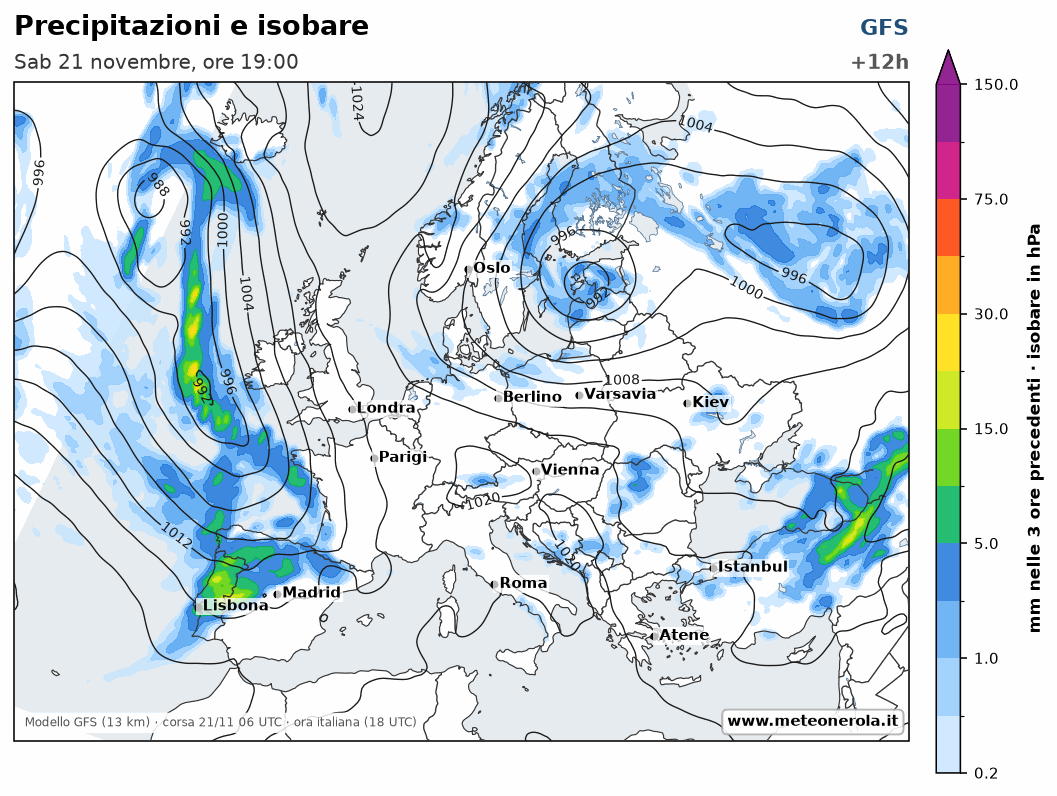 Precipitazioni e isobare
GFS
Sab 21 novembre, ore 19:00
+12h
1024
1004
996
988
992
1000
996
Oslo
1004
996
992
1000
996
992
1008
Londra
Berlino
Varsavia
Kiev
Parigi
Vienna
1020
1012
1020
Istanbul
Roma
Madrid
Lisbona
Atene
Modello GFS (13 km) · corsa 21/11 06 UTC · ora italiana (18 UTC)
www.meteonerola.it
150.0
75.0
30.0
15.0
5.0
1.0
0.2
mm nelle 3 ore precedenti · isobare in hPa